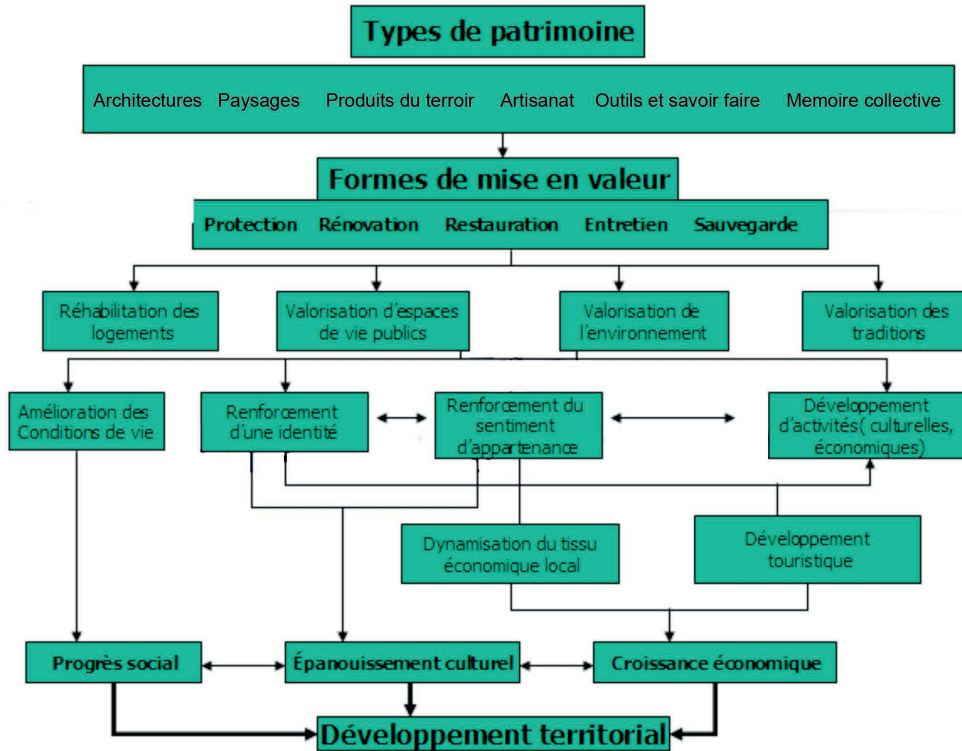 Types de patrimoine
Architectures Paysages Produits du terroir Artisanat Outils et savoir faire Memoire collective
Formes de mise en valeur
Protection Rénovation Restauration Entretien Sauvegarde
Réhabilitation des
logements
Valorisation d'espaces
de vie publics
Valorisation de
l'environnement
Valorisation des
traditions
Amélioration des
Conditions de vie
Renforcement
d'une identité
Renforcement du
sentiment
d'appartenance
Développement
d'activités( culturelles,
économiques)
Dynamisation du tissu
économique local
Développement
touristique
Progrès social
Épanouissement culturel
Croissance économique
Développement territorial